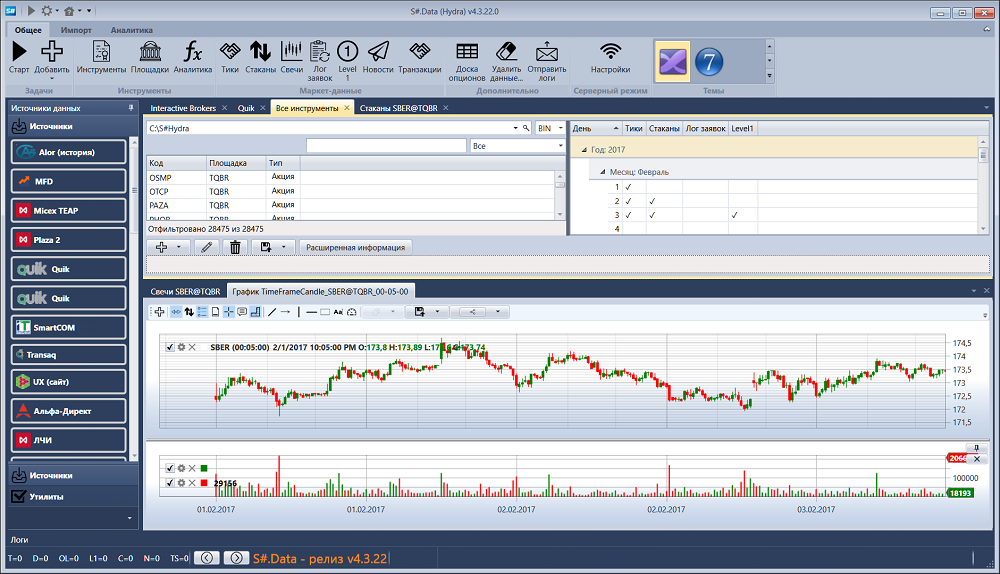 S# S#.Data (Hydra) v4.3.22.0
Общее Импорт Аналитика
Старт Добавить Инструменты Площадки Аналитика Тики Стаканы Свечи Лог заявок Level 1 Новости Транзакции Доска опционов Удалить данные... Отправить логи Настройки 7
Задачи Инструменты Маркет-данные Дополнительно Серверный режим Темы
Источники данных
Источники
Alor (история)
MFD
Micex TEAP
Plaza 2
quik Quik
quik Quik
SmartCOM
Transaq
UX (сайт)
Альфа-Директ
ЛЧИ
Источники
Утилиты
Interactive Brokers Quik Все инструменты Стаканы SBER@TQBR
C:\S#Hydra BIN
Все
Код Площадка Тип
OSMP TQBR Акция
OTCP TQBR Акция
PAZA TQBR Акция
PHOR TQBR Акция
Отфильтровано 28475 из 28475
Расширенная информация
День Тики Стаканы Лог заявок Level1
Год: 2017
Месяц: Февраль
1 ✓
2 ✓ ✓
3 ✓ ✓ ✓
4
Свечи SBER@TQBR График TimeFrameCandle_SBER@TQBR_00-05-00
Aa
SBER (00:05:00) 2/1/2017 10:05:00 PM O:173,8 H:173,89 L:173,74
174,5
174
173,5
173
172,5
172
171,5
29156
100000
18193
01.02.2017 01.02.2017 02.02.2017 02.02.2017 03.02.2017
Логи
T=0 D=0 OL=0 L1=0 C=0 N=0 TS=0 S#.Data - релиз v4.3.22